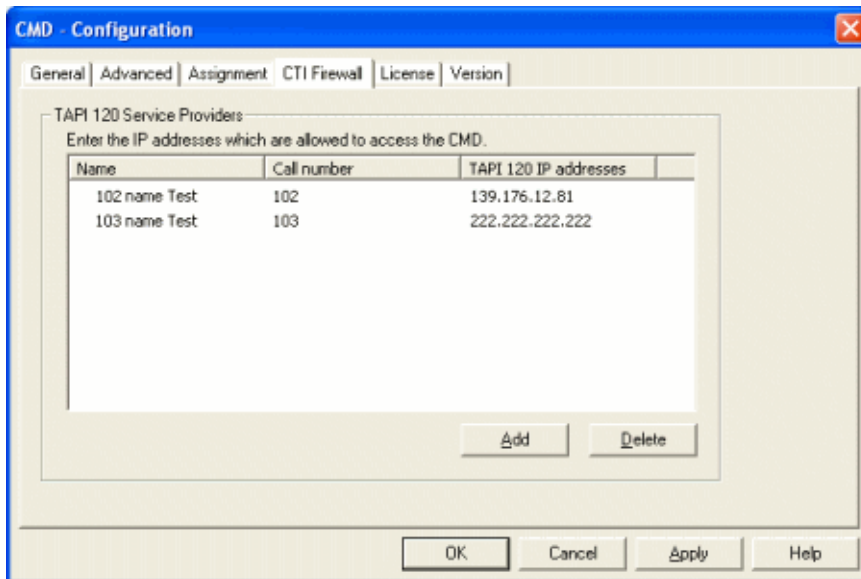 CMD - Configuration
General Advanced Assignment CTI Firewall License Version
TAPI 120 Service Providers
Enter the IP addresses which are allowed to access the CMD.
Name Call number TAPI 120 IP addresses
102 name Test 102 139.176.12.81
103 name Test 103 222.222.222.222
Add Delete
OK Cancel Apply Help